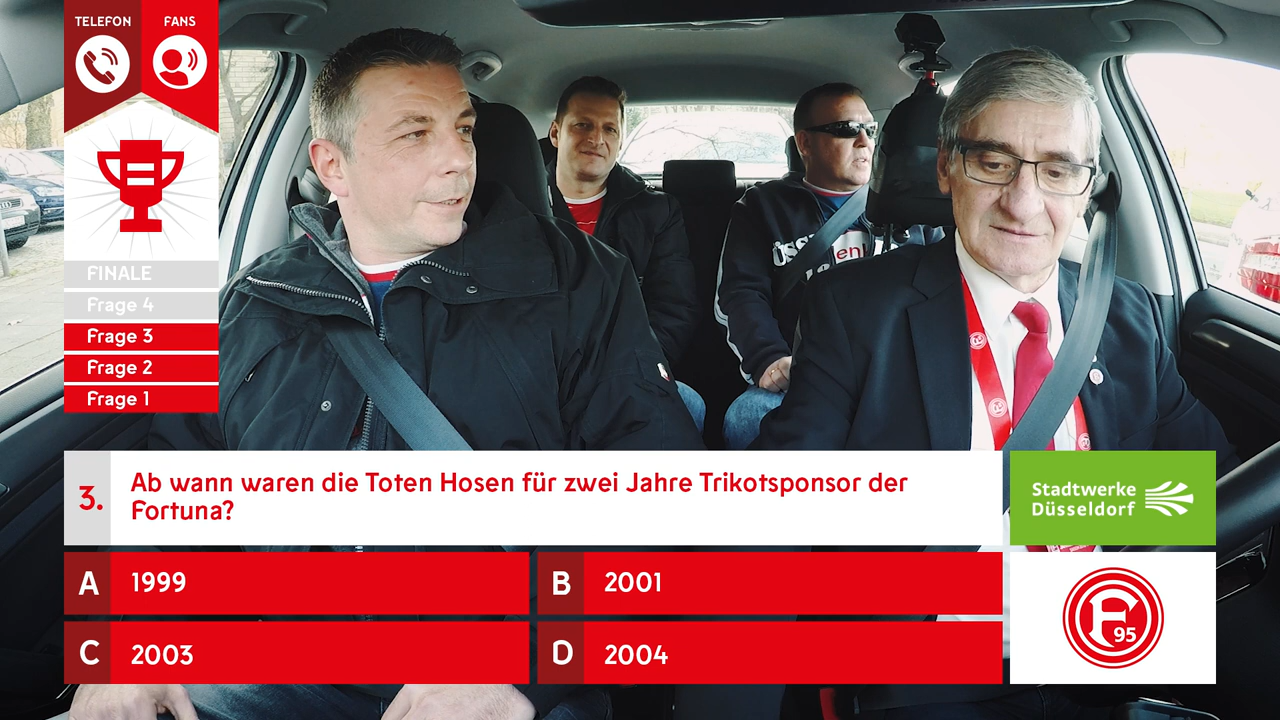 TELEFON
FANS
FINALE
Frage 4
Frage 3
Frage 2
Frage 1
3.
Ab wann waren die Toten Hosen für zwei Jahre Trikotsponsor der
Fortuna?
Stadtwerke
Düsseldorf
A 1999
B 2001
C 2003
D 2004
F
95